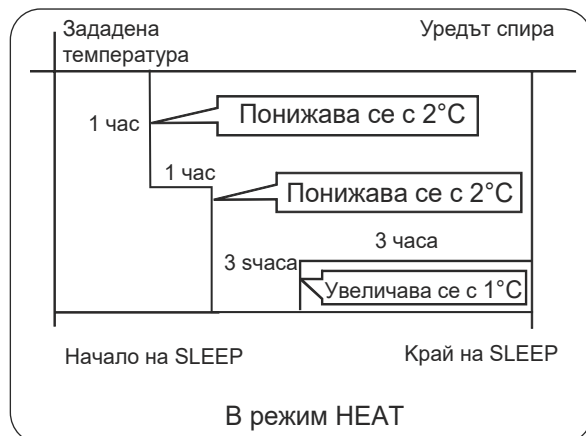 Зададена
температура
Уредът спира
1 час
Понижава се с 2°C
1 час
Понижава се с 2°C
3 часа
3 sчаса
Увеличава се с 1°C
Начало на SLEEP
Край на SLEEP
В режим HEAT